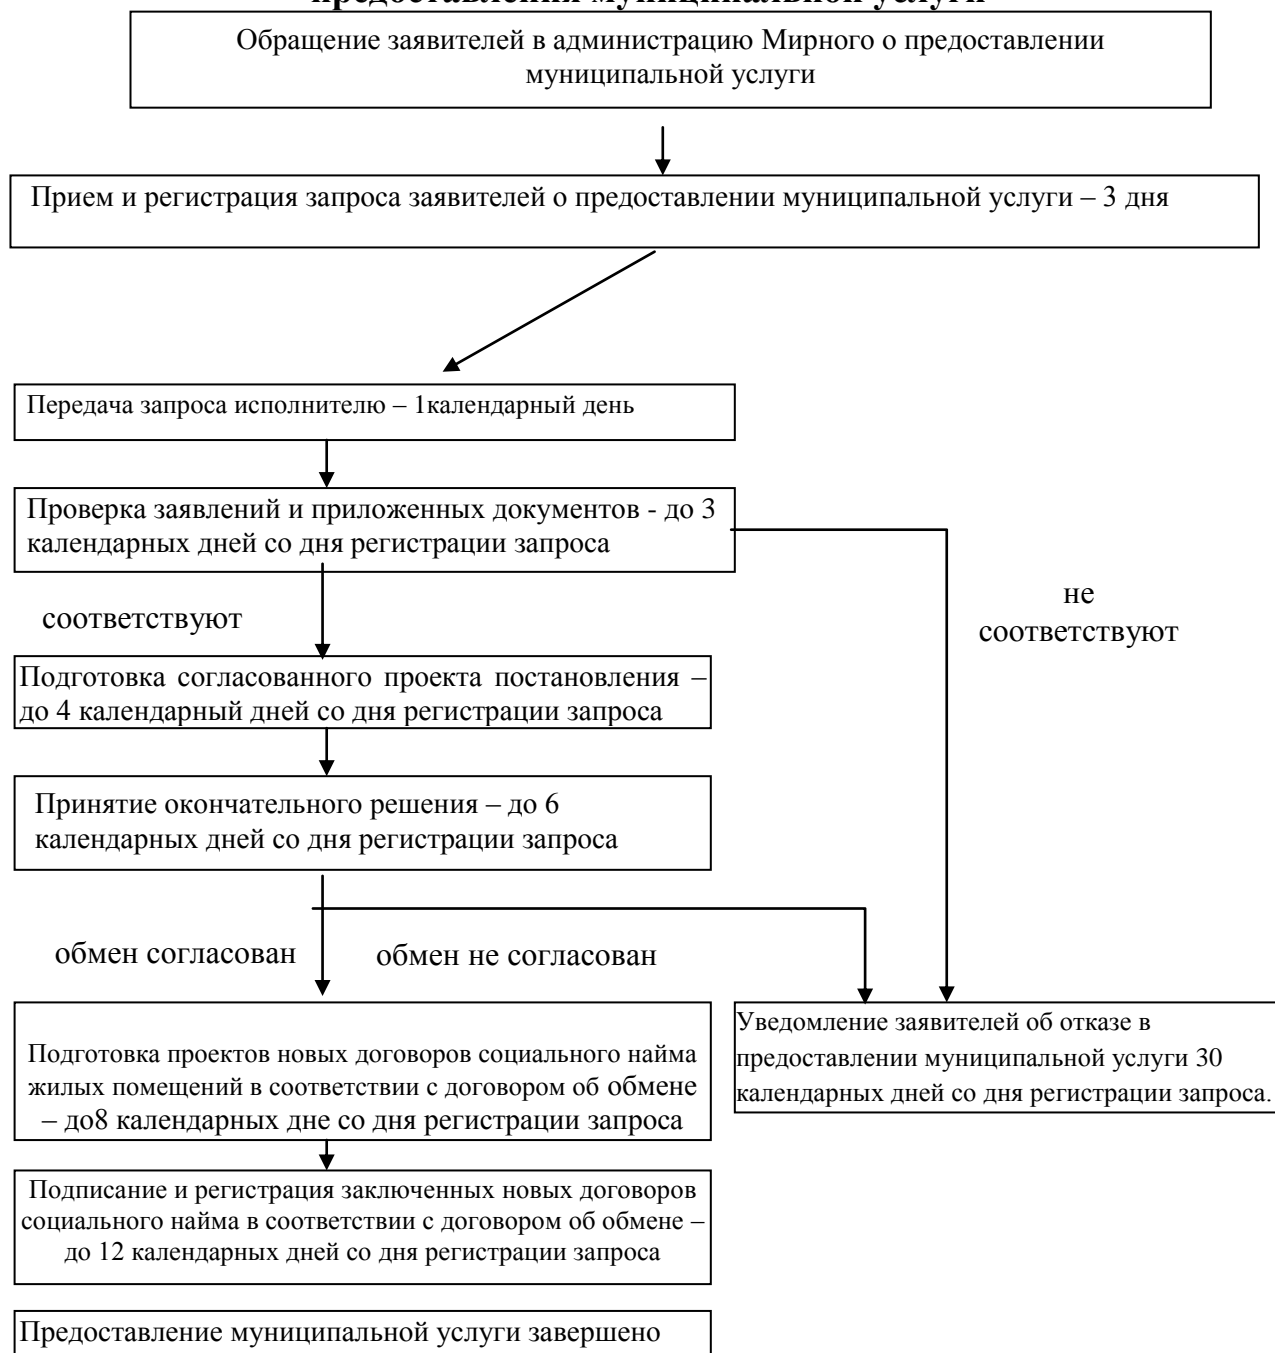 предоставления муниципальной услуги
Обращение заявителей в администрацию Мирного о предоставлении
муниципальной услуги
Прием и регистрация запроса заявителей о предоставлении муниципальной услуги – 3 дня
Передача запроса исполнителю – 1календарный день
Проверка заявлений и приложенных документов - до 3
календарных дней со дня регистрации запроса
не
соответствуют
соответствуют
Подготовка согласованного проекта постановления –
до 4 календарный дней со дня регистрации запроса
Принятие окончательного решения – до 6
календарных дней со дня регистрации запроса
обмен согласован
обмен не согласован
Подготовка проектов новых договоров социального найма
жилых помещений в соответствии с договором об обмене
– до8 календарных дне со дня регистрации запроса
Уведомление заявителей об отказе в
предоставлении муниципальной услуги 30
календарных дней со дня регистрации запроса.
Подписание и регистрация заключенных новых договоров
социального найма в соответствии с договором об обмене –
до 12 календарных дней со дня регистрации запроса
Предоставление муниципальной услуги завершено